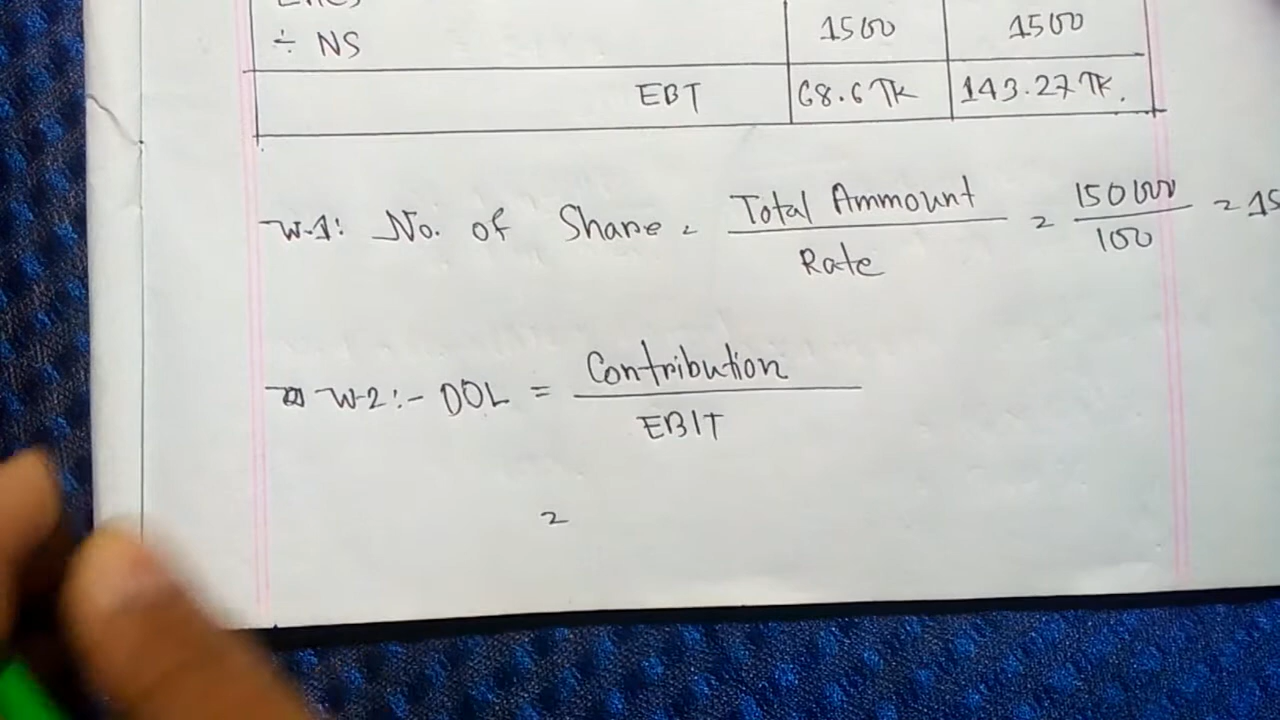 ÷ NS 1500 1500
EBT 68.6 TK 143.27 TK.
W-1: No. of Share = Total Ammount / Rate = 150000 / 100 = 15
W-2:- DOL = Contribution / EBIT
=